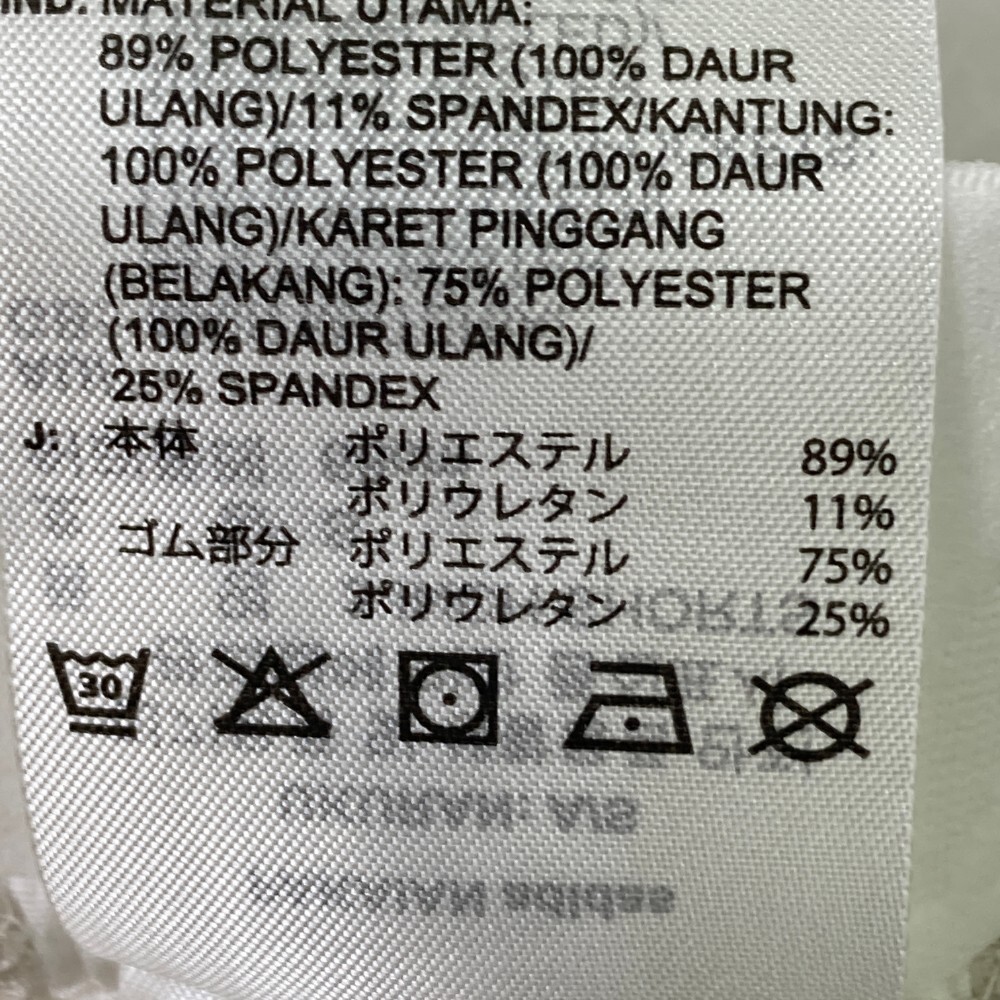 IND: MATERIAL UTAMA:
89% POLYESTER (100% DAUR
ULANG)/11% SPANDEX/KANTUNG:
100% POLYESTER (100% DAUR
ULANG)/KARET PINGGANG
(BELAKANG): 75% POLYESTER
(100% DAUR ULANG)/
25% SPANDEX
J: 本体 ポリエステル 89%
ポリウレタン 11%
ゴム部分 ポリエステル 75%
ポリウレタン 25%
30